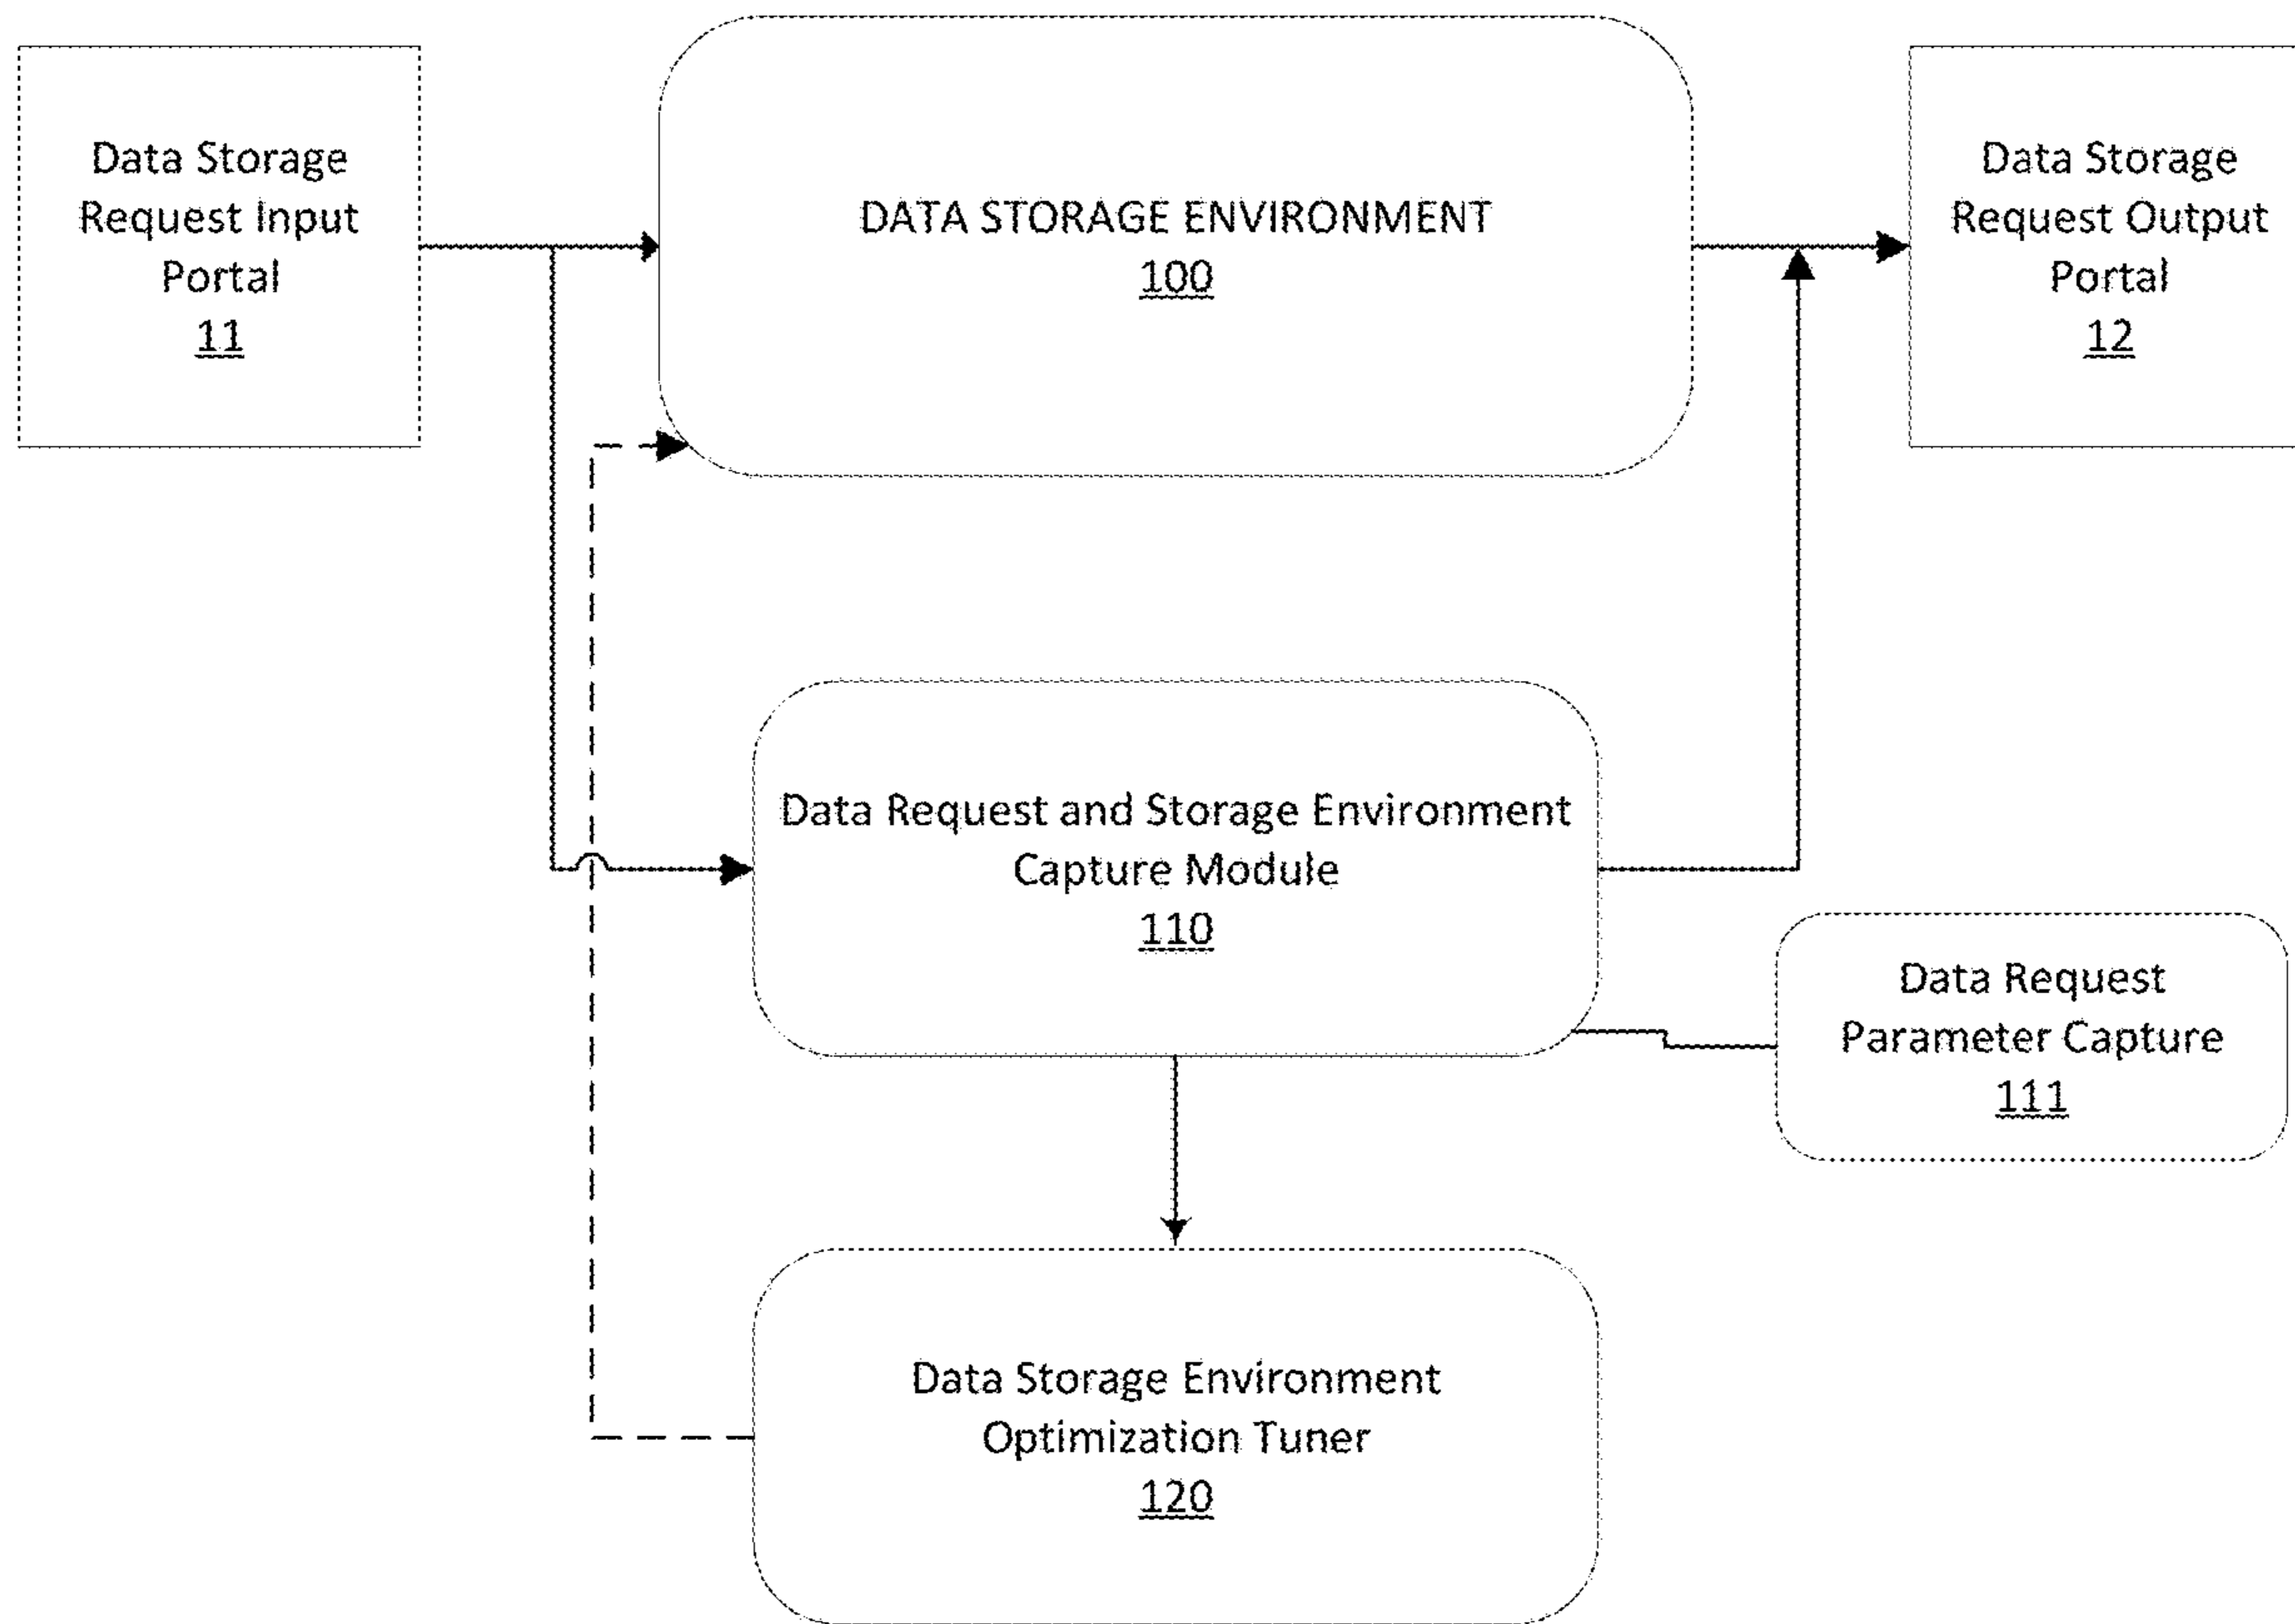 Data Storage
Request Input
Portal
11
DATA STORAGE ENVIRONMENT
100
Data Storage
Request Output
Portal
12
Data Request and Storage Environment
Capture Module
110
Data Request
Parameter Capture
111
Data Storage Environment
Optimization Tuner
120